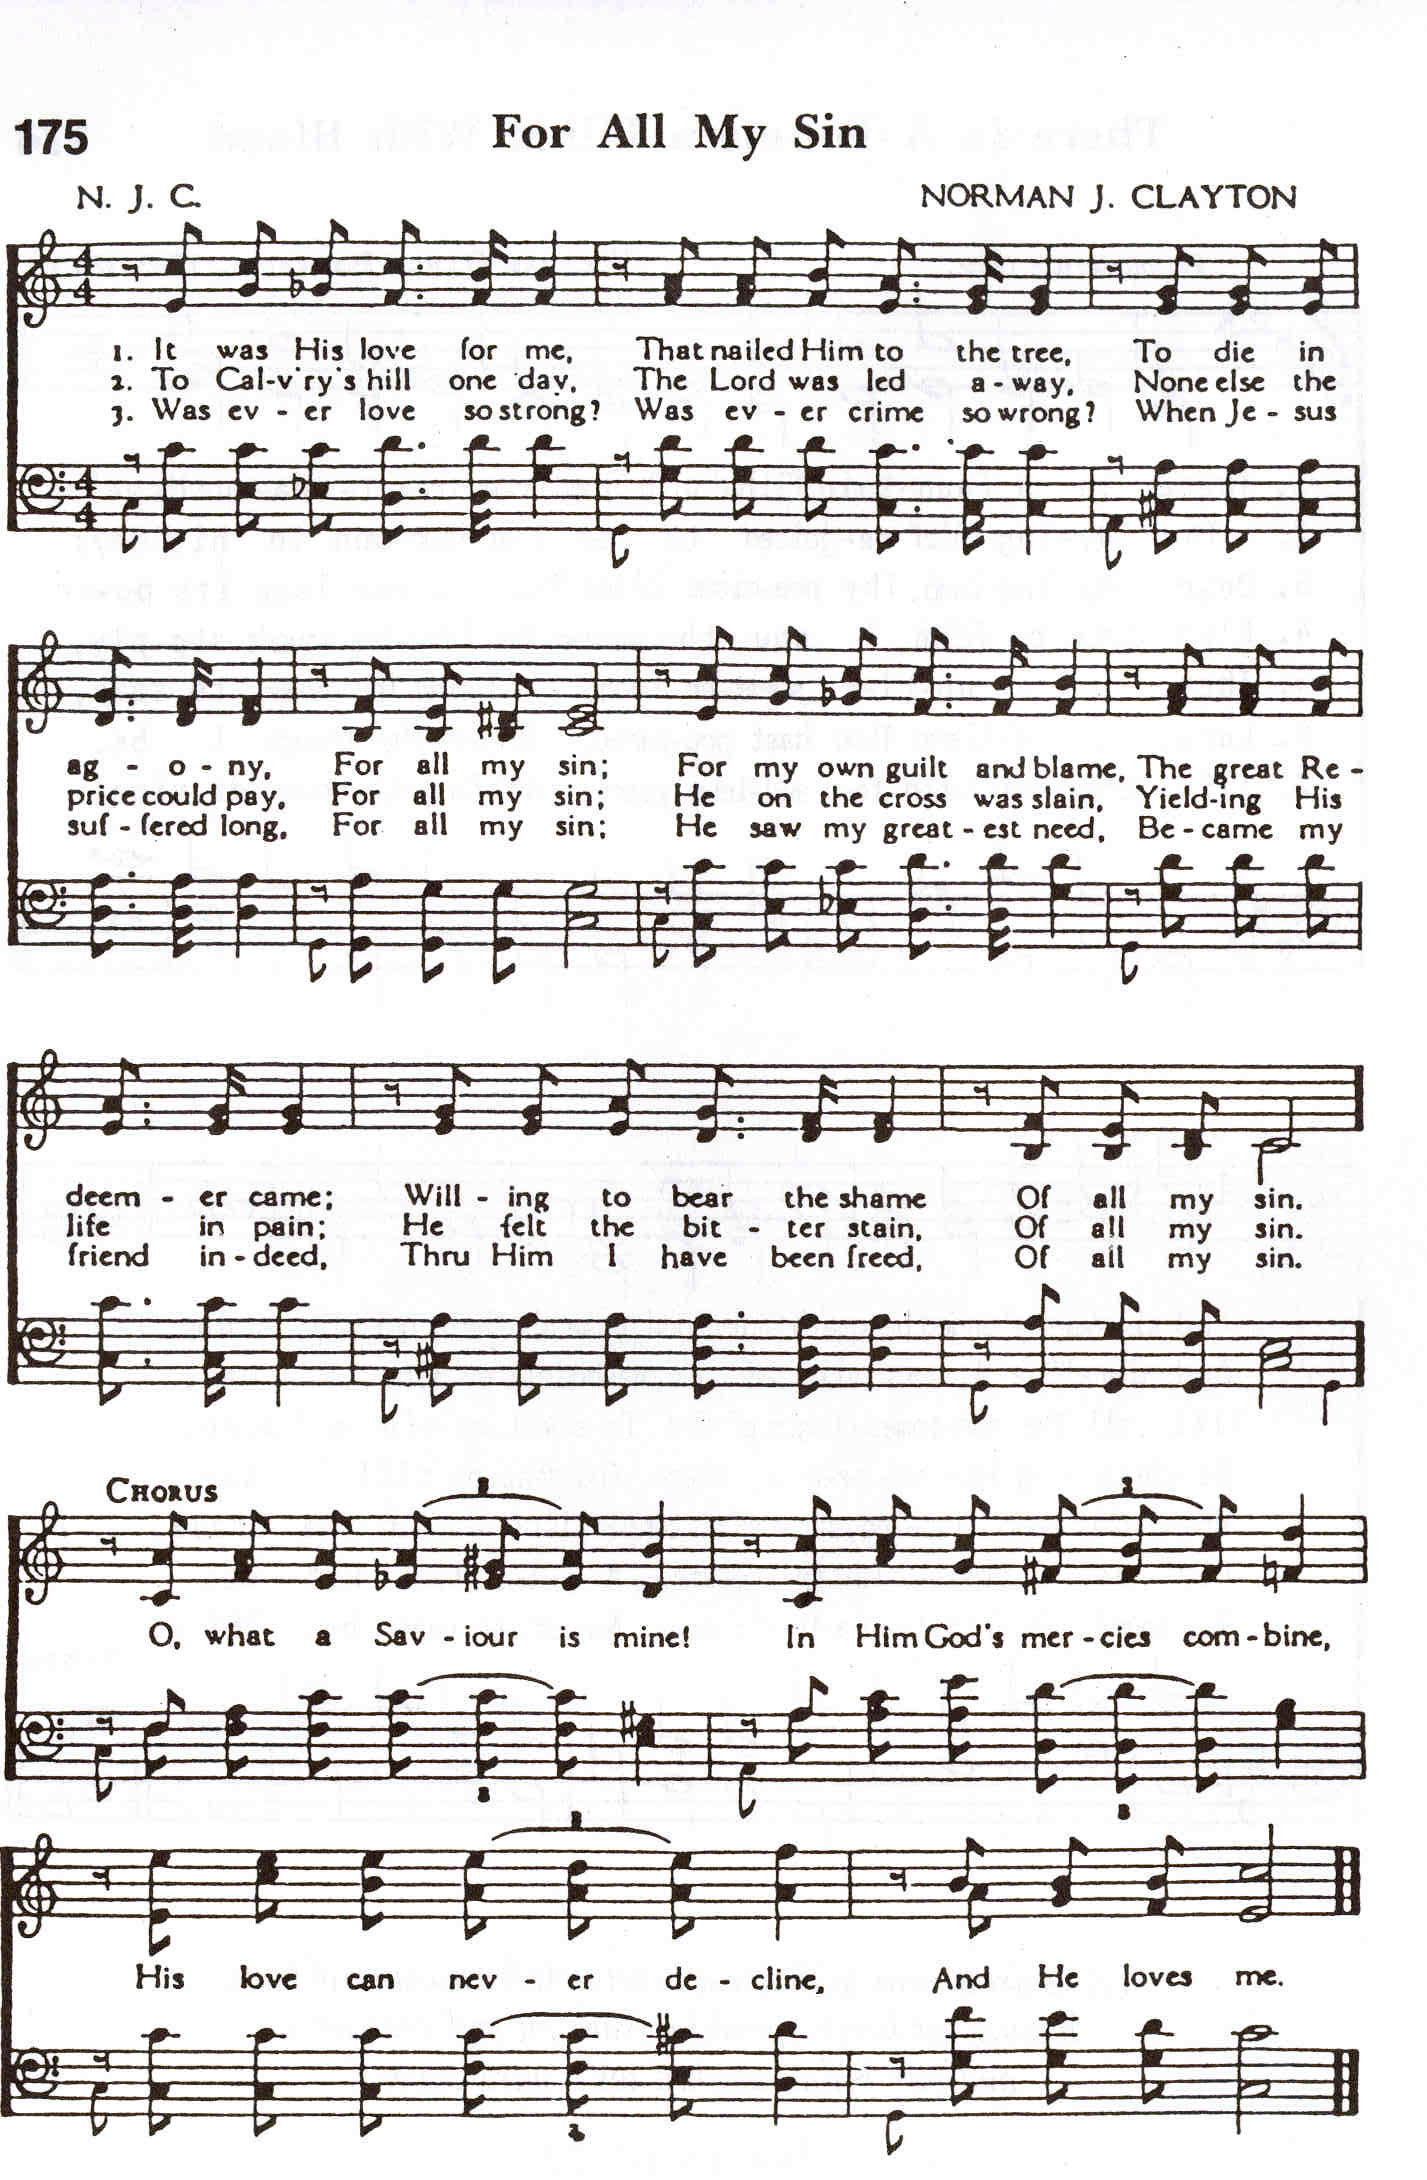 175 For All My Sin
N. J. C. NORMAN J. CLAYTON
1. It was His love for me, That nailed Him to the tree, To die in
2. To Cal-v'ry's hill one day, The Lord was led a-way, None else the
3. Was ev - er love so strong? Was ev - er crime so wrong? When Je - sus
ag - o - ny, For all my sin; For my own guilt and blame, The great Re -
price could pay, For all my sin; He on the cross was slain, Yield-ing His
suf - fered long, For all my sin; He saw my great - est need, Be - came my
deem - er came; Will - ing to bear the shame Of all my sin.
life in pain; He felt the bit - ter stain, Of all my sin.
friend in - deed, Thru Him I have been freed, Of all my sin.
CHORUS
3 3
O, what a Sav - iour is mine! In Him God's mer - cies com - bine,
3 3
3
His love can nev - er de - cline, And He loves me.